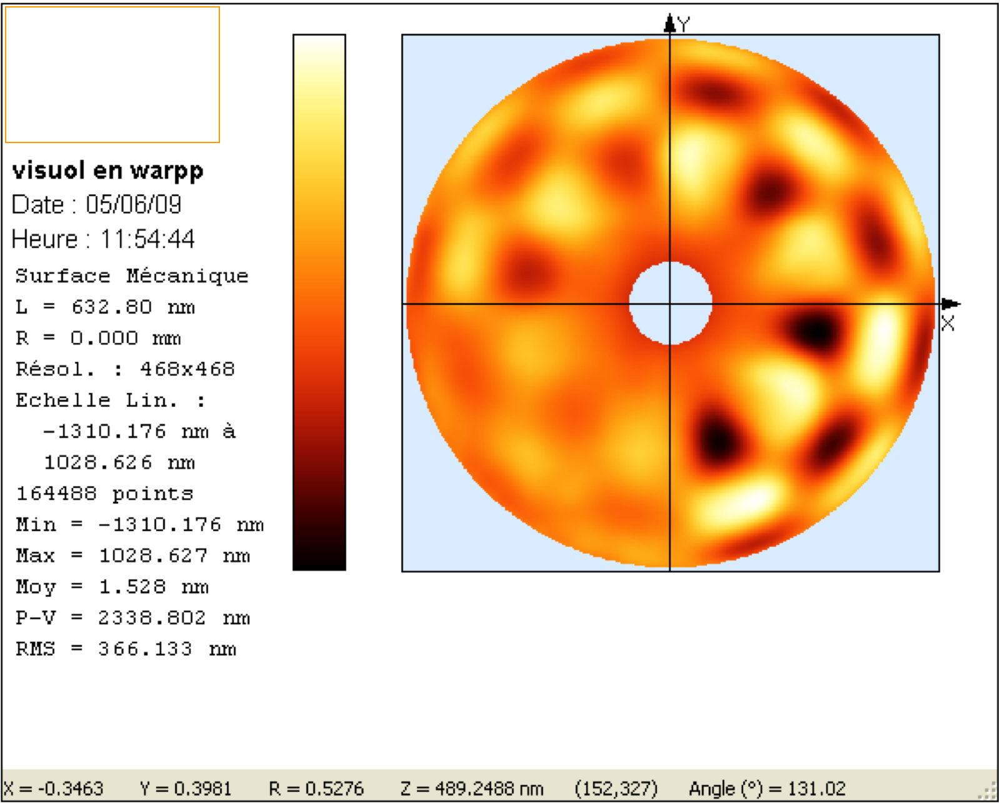 visuol en warpp
Date : 05/06/09
Heure : 11:54:44
Surface Mécanique
L = 632.80 nm
R = 0.000 mm
Résol. : 468x468
Echelle Lin. :
-1310.176 nm à
1028.626 nm
164488 points
Min = -1310.176 nm
Max = 1028.627 nm
Moy = 1.528 nm
P-V = 2338.802 nm
RMS = 366.133 nm
Y
X
X = -0.3463 Y = 0.3981 R = 0.5276 Z = 489.2488 nm (152,327) Angle (°) = 131.02